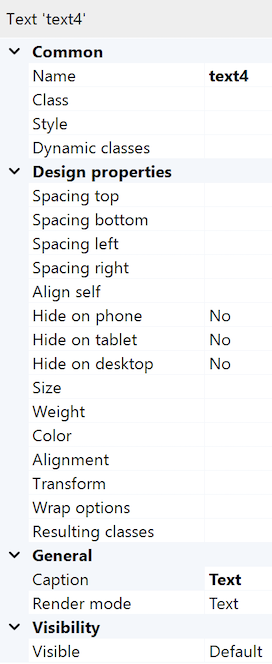 Text 'text4'
Common
Name text4
Class
Style
Dynamic classes
Design properties
Spacing top
Spacing bottom
Spacing left
Spacing right
Align self
Hide on phone No
Hide on tablet No
Hide on desktop No
Size
Weight
Color
Alignment
Transform
Wrap options
Resulting classes
General
Caption Text
Render mode Text
Visibility
Visible Default